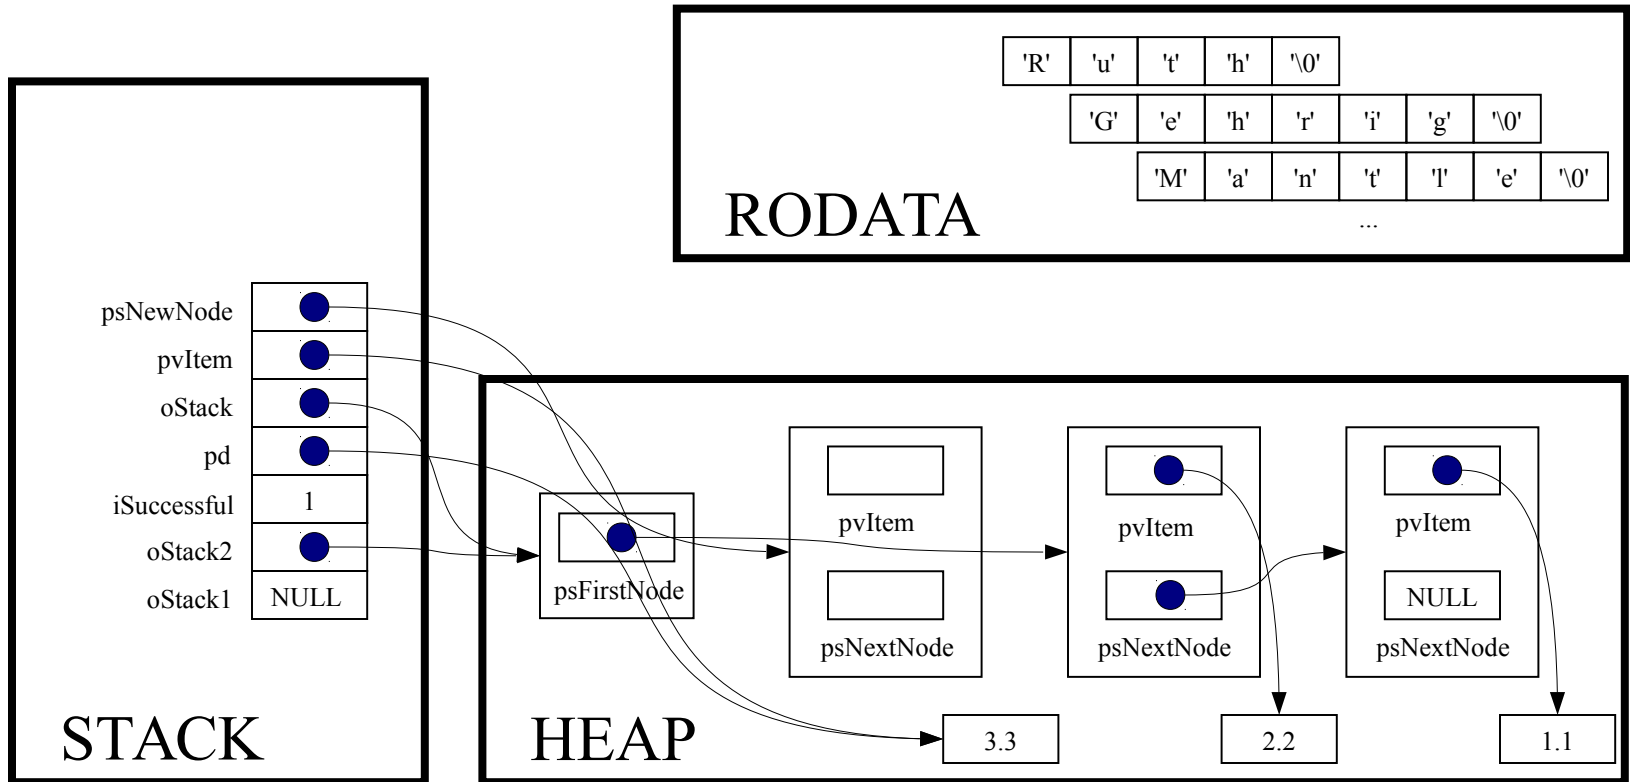 'R' 'u' 't' 'h' '\0'
'G' 'e' 'h' 'r' 'i' 'g' '\0'
'M' 'a' 'n' 't' 'l' 'e' '\0'
...
RODATA
psNewNode
pvItem
oStack
pd
iSuccessful 1
oStack2
oStack1 NULL
STACK
psFirstNode
pvItem
psNextNode
pvItem
psNextNode
pvItem
NULL
psNextNode
3.3
2.2
1.1
HEAP